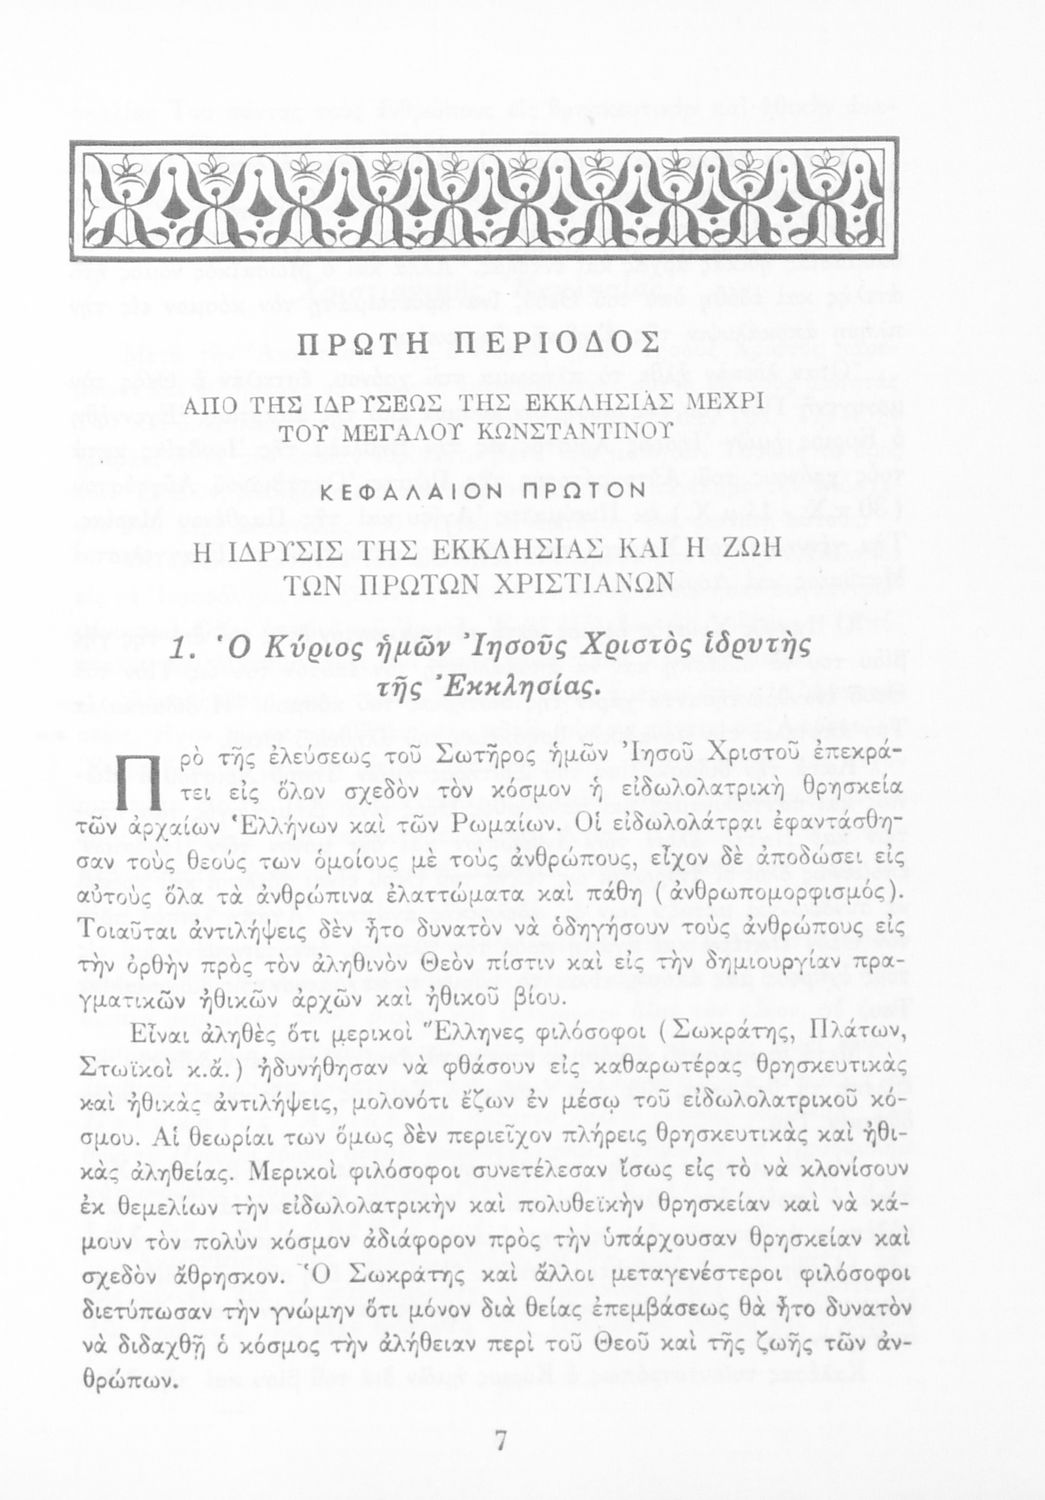 ΠΡΩΤΗ ΠΕΡΙΟΔΟΣ
ΑΠΟ ΤΗΣ ΙΔΡΥΣΕΩΣ ΤΗΣ ΕΚΚΛΗΣΙΑΣ ΜΕΧΡΙ
ΤΟΥ ΜΕΓΑΛΟΥ ΚΩΝΣΤΑΝΤΙΝΟΥ
ΚΕΦΑΛΑΙΟΝ ΠΡΩΤΟΝ
Η ΙΔΡΥΣΙΣ ΤΗΣ ΕΚΚΛΗΣΙΑΣ ΚΑΙ Η ΖΩΗ
ΤΩΝ ΠΡΩΤΩΝ ΧΡΙΣΤΙΑΝΩΝ
1. Ὁ Κύριος ἡμῶν Ἰησοῦς Χριστὸς ἱδρυτὴς
τῆς Ἐκκλησίας.
Πρὸ τῆς ἐλεύσεως τοῦ Σωτῆρος ἡμῶν Ἰησοῦ Χριστοῦ ἐπεκρά-
τει εἰς ὅλον σχεδὸν τὸν κόσμον ἡ εἰδωλολατρικὴ θρησκεία
τῶν ἀρχαίων Ἑλλήνων καὶ τῶν Ρωμαίων. Οἱ εἰδωλολάτραι ἐφαντάσθη-
σαν τοὺς θεούς των ὁμοίους μὲ τοὺς ἀνθρώπους, εἶχον δὲ ἀποδώσει εἰς
αὐτοὺς ὅλα τὰ ἀνθρώπινα ἐλαττώματα καὶ πάθη (ἀνθρωπομορφισμός).
Τοιαῦται ἀντιλήψεις δὲν ἦτο δυνατὸν νὰ ὁδηγήσουν τοὺς ἀνθρώπους εἰς
τὴν ὀρθὴν πρὸς τὸν ἀληθινὸν Θεὸν πίστιν καὶ εἰς τὴν δημιουργίαν πρα-
γματικῶν ἠθικῶν ἀρχῶν καὶ ἠθικοῦ βίου.
Εἶναι ἀληθὲς ὅτι μερικοὶ Ἕλληνες φιλόσοφοι (Σωκράτης, Πλάτων,
Στωϊκοὶ κ.ἄ.) ἠδυνήθησαν νὰ φθάσουν εἰς καθαρωτέρας θρησκευτικὰς
καὶ ἠθικὰς ἀντιλήψεις, μολονότι ἔζων ἐν μέσῳ τοῦ εἰδωλολατρικοῦ κό-
σμου. Αἱ θεωρίαι των ὅμως δὲν περιεῖχον πλήρεις θρησκευτικὰς καὶ ἠθι-
κὰς ἀληθείας. Μερικοὶ φιλόσοφοι συνετέλεσαν ἴσως εἰς τὸ νὰ κλονίσουν
ἐκ θεμελίων τὴν εἰδωλολατρικὴν καὶ πολυθεϊκὴν θρησκείαν καὶ νὰ κά-
μουν τὸν πολὺν κόσμον ἀδιάφορον πρὸς τὴν ὑπάρχουσαν θρησκείαν καὶ
σχεδὸν ἄθρησκον. Ὁ Σωκράτης καὶ ἄλλοι μεταγενέστεροι φιλόσοφοι
διετύπωσαν τὴν γνώμην ὅτι μόνον διὰ θείας ἐπεμβάσεως θὰ ἦτο δυνατὸν
νὰ διδαχθῇ ὁ κόσμος τὴν ἀλήθειαν περὶ τοῦ Θεοῦ καὶ τῆς ζωῆς τῶν ἀν-
θρώπων.
7